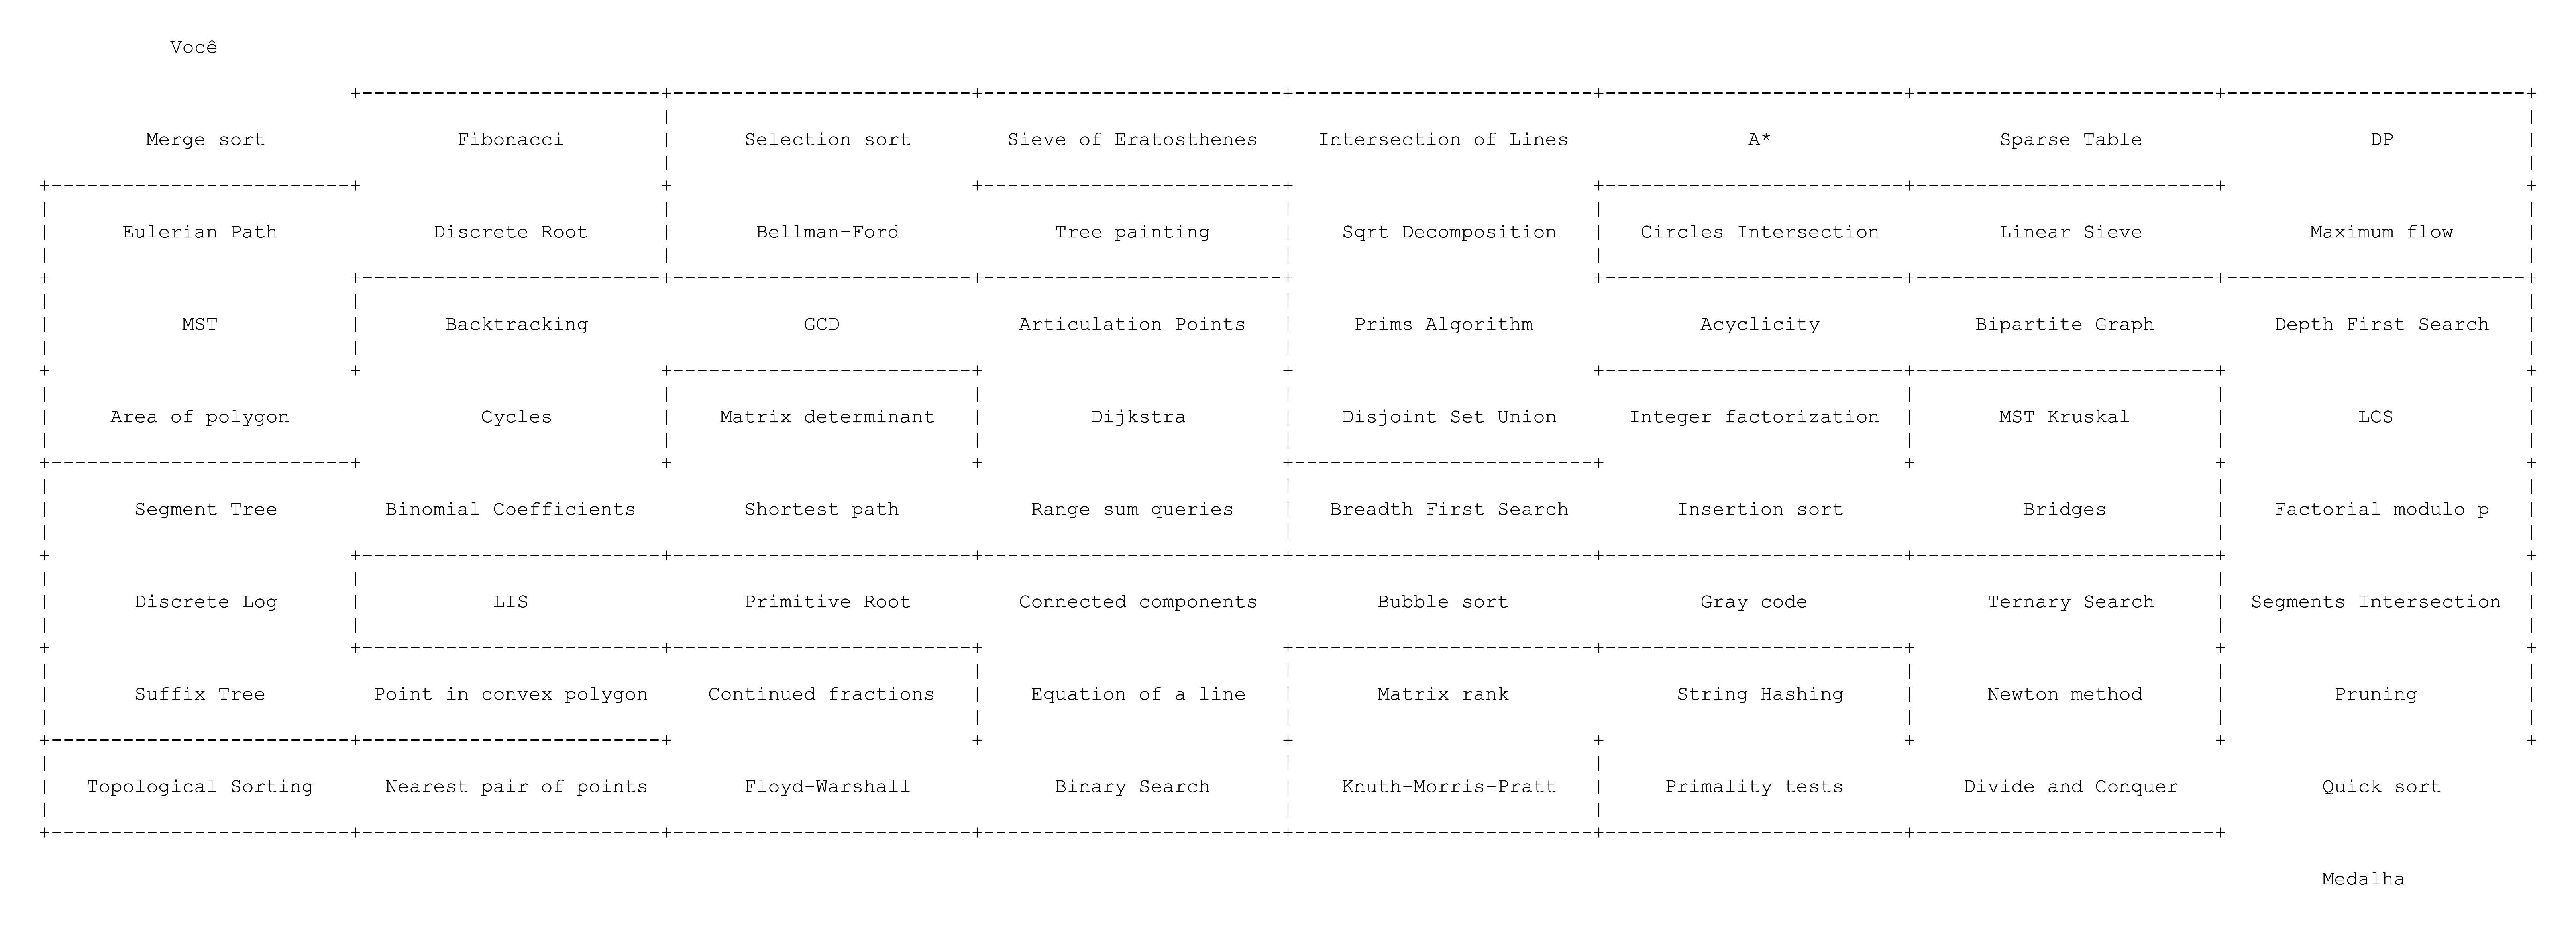 Você
Merge sort Fibonacci Selection sort Sieve of Eratosthenes Intersection of Lines A* Sparse Table DP
Eulerian Path Discrete Root Bellman-Ford Tree painting Sqrt Decomposition Circles Intersection Linear Sieve Maximum flow
MST Backtracking GCD Articulation Points Prims Algorithm Acyclicity Bipartite Graph Depth First Search
Area of polygon Cycles Matrix determinant Dijkstra Disjoint Set Union Integer factorization MST Kruskal LCS
Segment Tree Binomial Coefficients Shortest path Range sum queries Breadth First Search Insertion sort Bridges Factorial modulo p
Discrete Log LIS Primitive Root Connected components Bubble sort Gray code Ternary Search Segments Intersection
Suffix Tree Point in convex polygon Continued fractions Equation of a line Matrix rank String Hashing Newton method Pruning
Topological Sorting Nearest pair of points Floyd-Warshall Binary Search Knuth-Morris-Pratt Primality tests Divide and Conquer Quick sort
Medalha